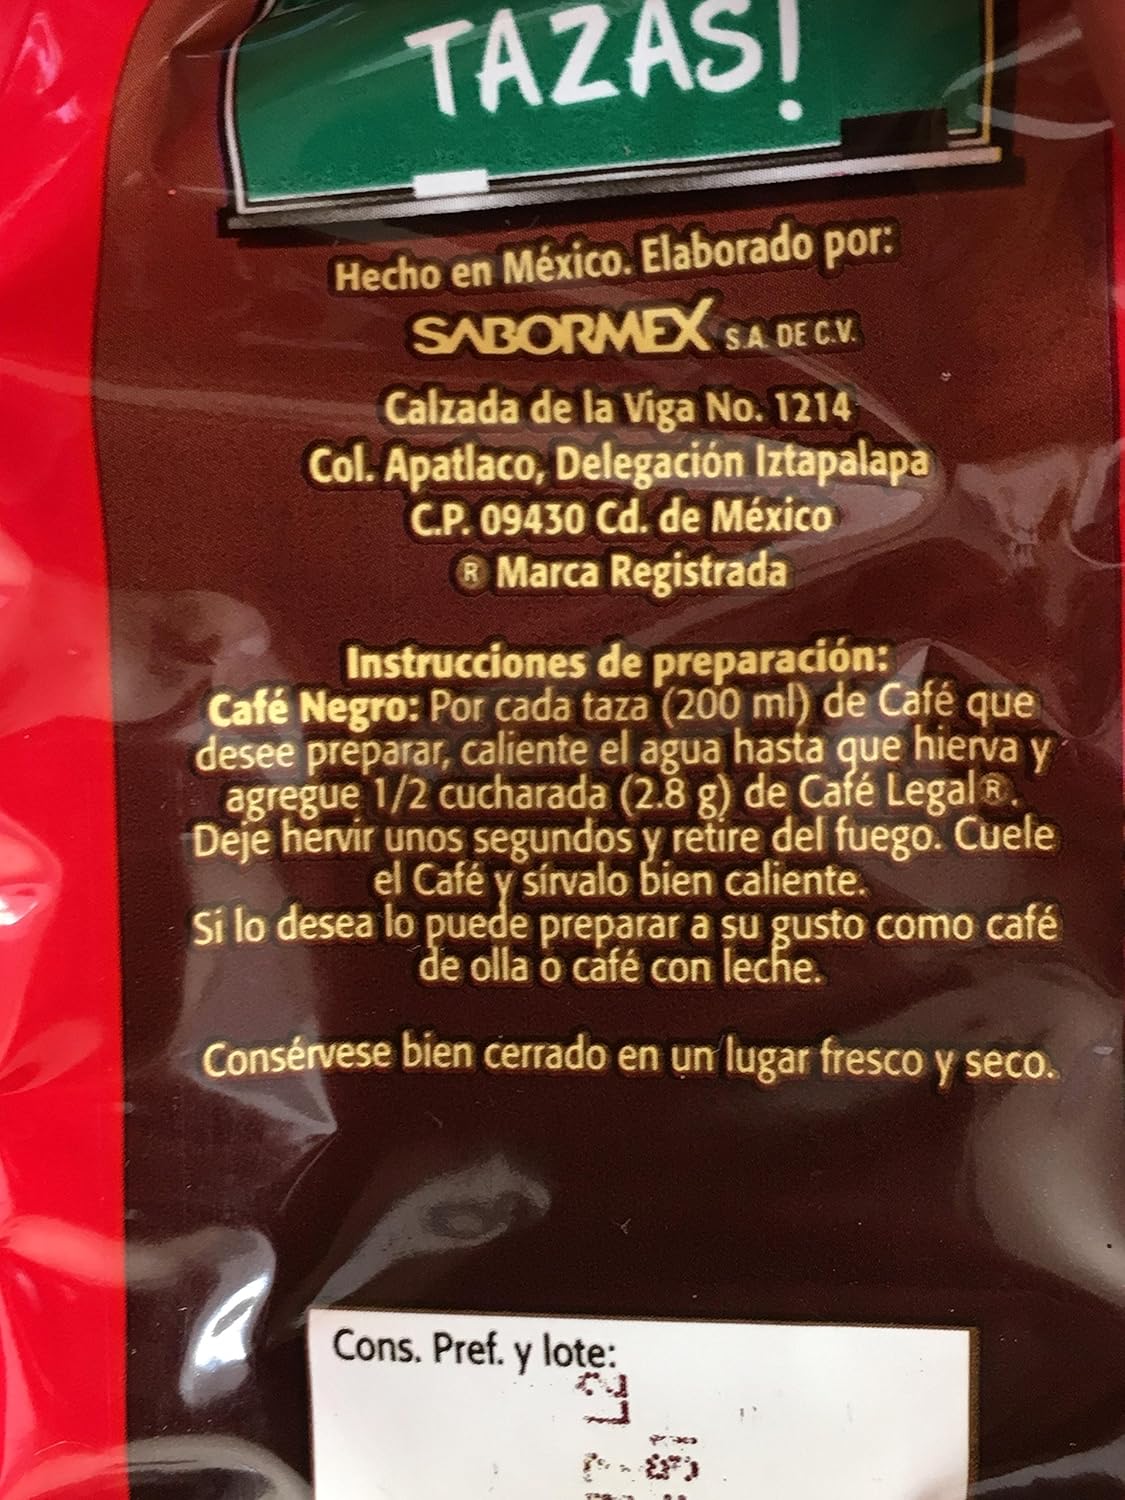 TAZAS!
Hecho en México. Elaborado por:
SABORMEX S.A. DE C.V.
Calzada de la Viga No. 1214
Col. Apatlaco, Delegación Iztapalapa
C.P. 09430 Cd. de México
® Marca Registrada
Instrucciones de preparación:
Café Negro: Por cada taza (200 ml) de Café que
desee preparar, caliente el agua hasta que hierva y
agregue 1/2 cucharada (2.8 g) de Café Legal®.
Deje hervir unos segundos y retire del fuego. Cuele
el Café y sírvalo bien caliente.
Si lo desea lo puede preparar a su gusto como café
de olla o café con leche.
Consérvese bien cerrado en un lugar fresco y seco.
Cons. Pref. y lote: